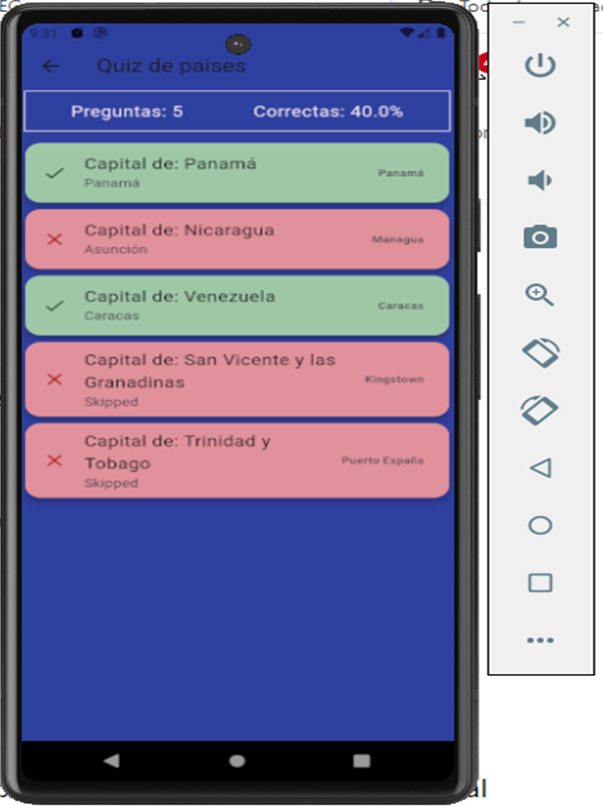 9:31
Quiz de paises
Preguntas: 5 Correctas: 40.0%
Capital de: Panamá
Panamá
Panamá
Capital de: Nicaragua
Asunción
Managua
Capital de: Venezuela
Caracas
Caracas
Capital de: San Vicente y las
Granadinas
Skipped
Kingstown
Capital de: Trinidad y
Tobago
Skipped
Puerto España